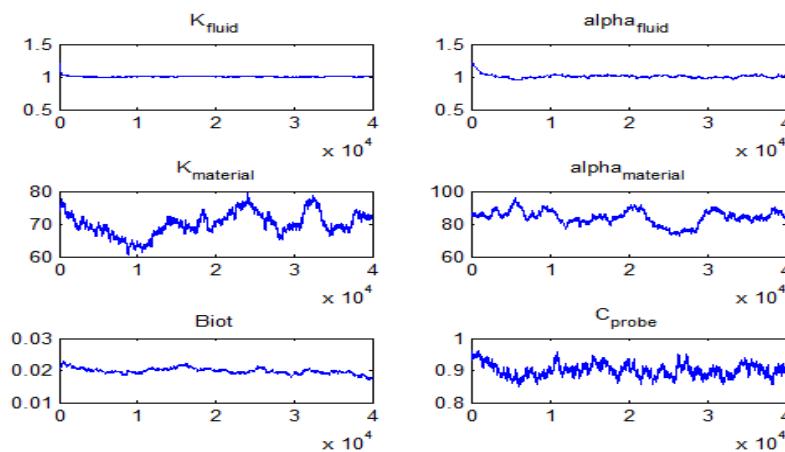 K_fluid
alpha_fluid
1.5
1
0.5
0 1 2 3 4
x 10^4
1.5
1
0.5
0 1 2 3 4
x 10^4
K_material
alpha_material
80
70
60
0 1 2 3 4
x 10^4
100
80
60
0 1 2 3 4
x 10^4
Biot
C_probe
0.03
0.02
0.01
0 1 2 3 4
x 10^4
1
0.9
0.8
0 1 2 3 4
x 10^4